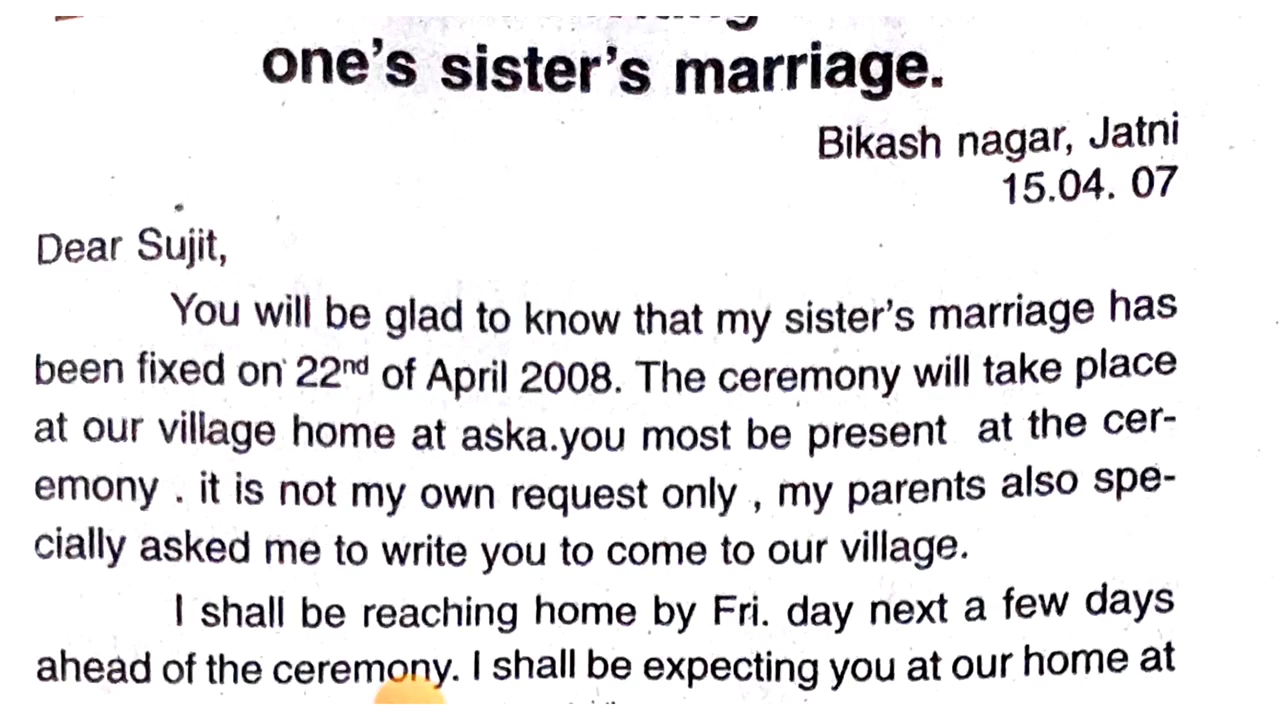 one's sister's marriage.
Bikash nagar, Jatni
15.04. 07
Dear Sujit,
You will be glad to know that my sister's marriage has
been fixed on 22nd of April 2008. The ceremony will take place
at our village home at aska.you most be present at the cer-
emony . it is not my own request only , my parents also spe-
cially asked me to write you to come to our village.
I shall be reaching home by Fri. day next a few days
ahead of the ceremony. I shall be expecting you at our home at